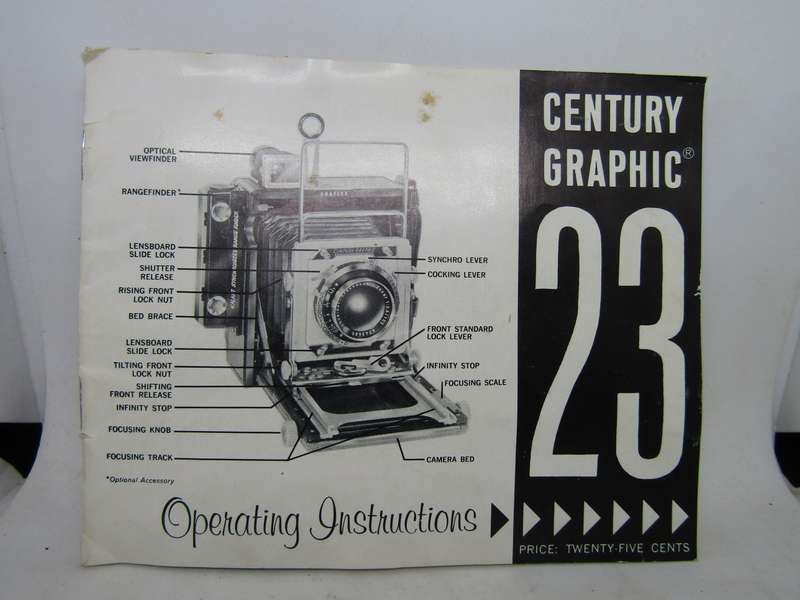 CENTURY
GRAPHIC®
23
OPTICAL
VIEWFINDER
RANGEFINDER*
LENSBOARD
SLIDE LOCK
SHUTTER
RELEASE
RISING FRONT
LOCK NUT
BED BRACE
LENSBOARD
SLIDE LOCK
TILTING FRONT
LOCK NUT
SHIFTING
FRONT RELEASE
INFINITY STOP
FOCUSING KNOB
FOCUSING TRACK
*Optional Accessory
GRAFLEX
SYNCHRO LEVER
COCKING LEVER
FRONT STANDARD
LOCK LEVER
INFINITY STOP
FOCUSING SCALE
CAMERA BED
Operating Instructions
PRICE: TWENTY-FIVE CENTS